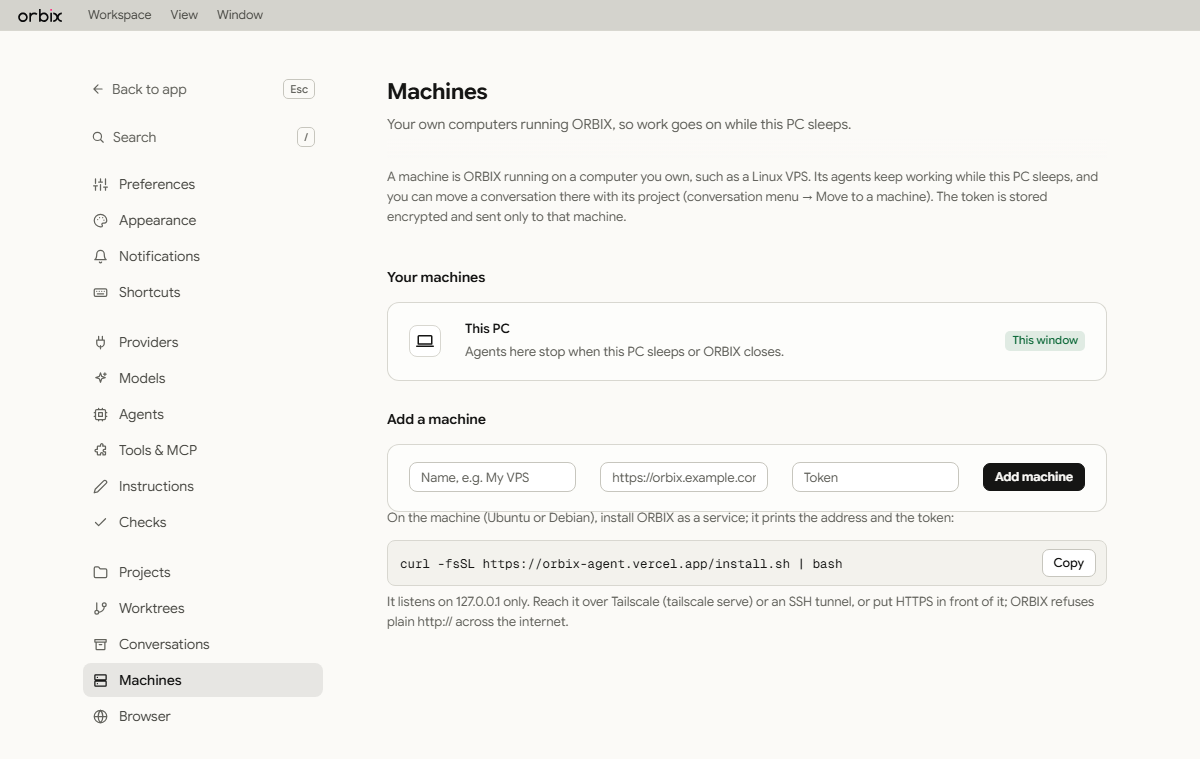 orbix Workspace View Window
Back to app Esc
Search /
Preferences
Appearance
Notifications
Shortcuts
Providers
Models
Agents
Tools & MCP
Instructions
Checks
Projects
Worktrees
Conversations
Machines
Browser
Machines
Your own computers running ORBIX, so work goes on while this PC sleeps.
A machine is ORBIX running on a computer you own, such as a Linux VPS. Its agents keep working while this PC sleeps, and
you can move a conversation there with its project (conversation menu → Move to a machine). The token is stored
encrypted and sent only to that machine.
Your machines
This PC
Agents here stop when this PC sleeps or ORBIX closes.
This window
Add a machine
Name, e.g. My VPS https://orbix.example.cor Token Add machine
On the machine (Ubuntu or Debian), install ORBIX as a service; it prints the address and the token:
curl -fsSL https://orbix-agent.vercel.app/install.sh | bash Copy
It listens on 127.0.0.1 only. Reach it over Tailscale (tailscale serve) or an SSH tunnel, or put HTTPS in front of it; ORBIX refuses
plain http:// across the internet.